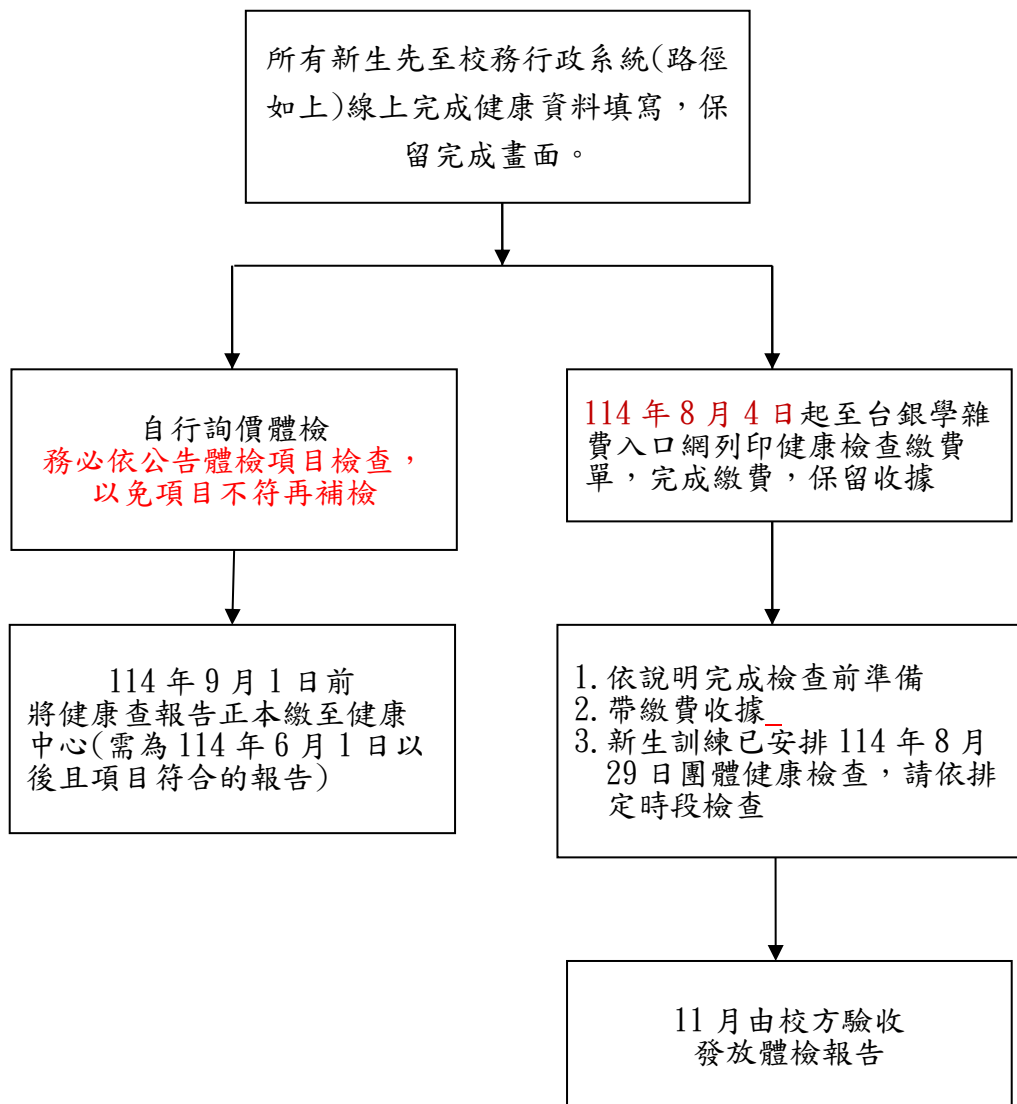 所有新生先至校務行政系統(路徑
如上)線上完成健康資料填寫，保
留完成畫面。
自行詢價體檢
務必依公告體檢項目檢查，
以免項目不符再補檢
114 年 8 月 4 日起至台銀學雜
費入口網列印健康檢查繳費
單，完成繳費，保留收據
114 年 9 月 1 日前
將健康查報告正本繳至健康
中心(需為 114 年 6 月 1 日以
後且項目符合的報告)
1. 依說明完成檢查前準備
2. 帶繳費收據
3. 新生訓練已安排 114 年 8 月
29 日團體健康檢查，請依排
定時段檢查
11 月由校方驗收
發放體檢報告